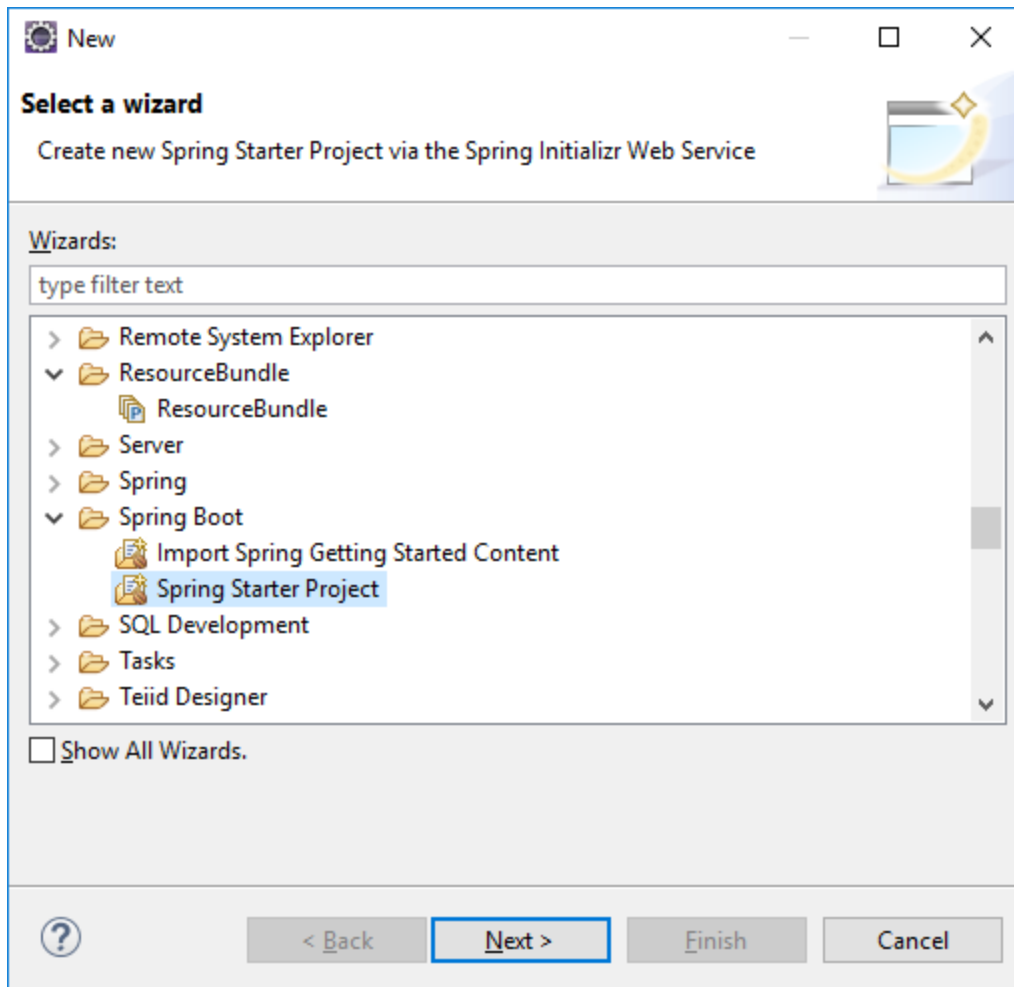 New
Select a wizard
Create new Spring Starter Project via the Spring Initializr Web Service
Wizards:
type filter text
Remote System Explorer
ResourceBundle
ResourceBundle
Server
Spring
Spring Boot
Import Spring Getting Started Content
Spring Starter Project
SQL Development
Tasks
Teiid Designer
Show All Wizards.
? < Back Next > Finish Cancel